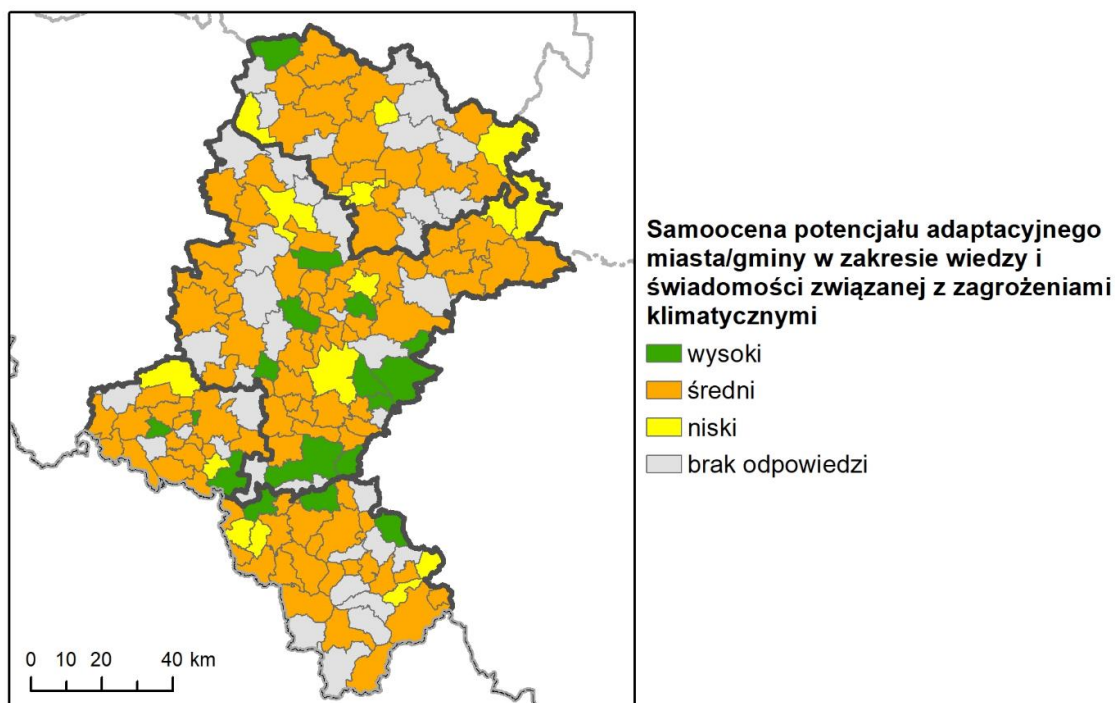 Samoocena potencjału adaptacyjnego
miasta/gminy w zakresie wiedzy i
świadomości związanej z zagrożeniami
klimatycznymi
wysoki
średni
niski
brak odpowiedzi
0 10 20 40 km